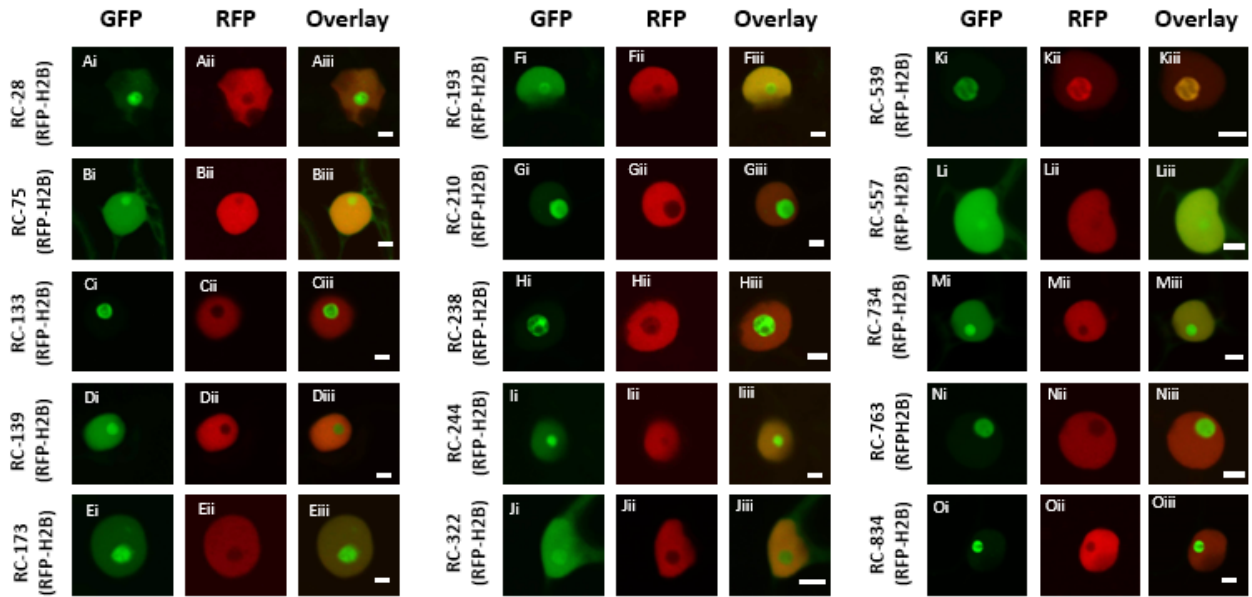 GFP RFP Overlay GFP RFP Overlay GFP RFP Overlay
RC-28
(RFP-H2B)
Ai Aii Aiii
RC-193
(RFP-H2B)
Fi Fii Fiii
RC-539
(RFP-H2B)
Ki Kii Kiii
RC-75
(RFP-H2B)
Bi Bii Biii
RC-210
(RFP-H2B)
Gi Gii Giii
RC-557
(RFP-H2B)
Li Lii Liii
RC-133
(RFP-H2B)
Ci Cii Ciii
RC-238
(RFP-H2B)
Hi Hii Hiii
RC-734
(RFP-H2B)
Mi Mii Miii
RC-139
(RFP-H2B)
Di Dii Diii
RC-244
(RFP-H2B)
Ii Iii Iiii
RC-763
(RFPH2B)
Ni Nii Niii
RC-173
(RFP-H2B)
Ei Eii Eiii
RC-322
(RFP-H2B)
Ji Jii Jiii
RC-834
(RFP-H2B)
Oi Oii Oiii